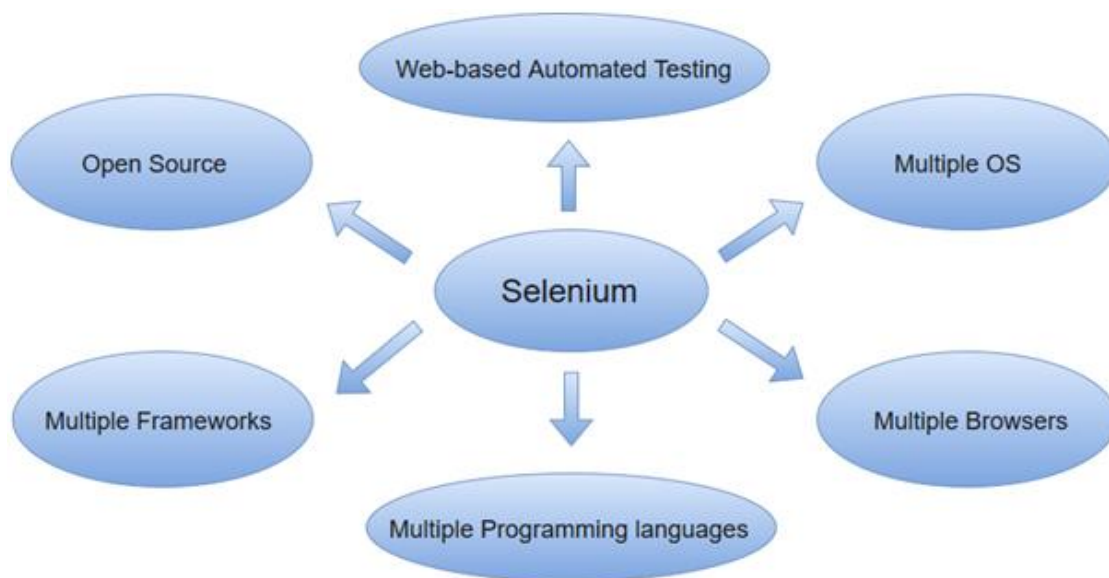 Web-based Automated Testing
Open Source
Multiple OS
Selenium
Multiple Frameworks
Multiple Browsers
Multiple Programming languages